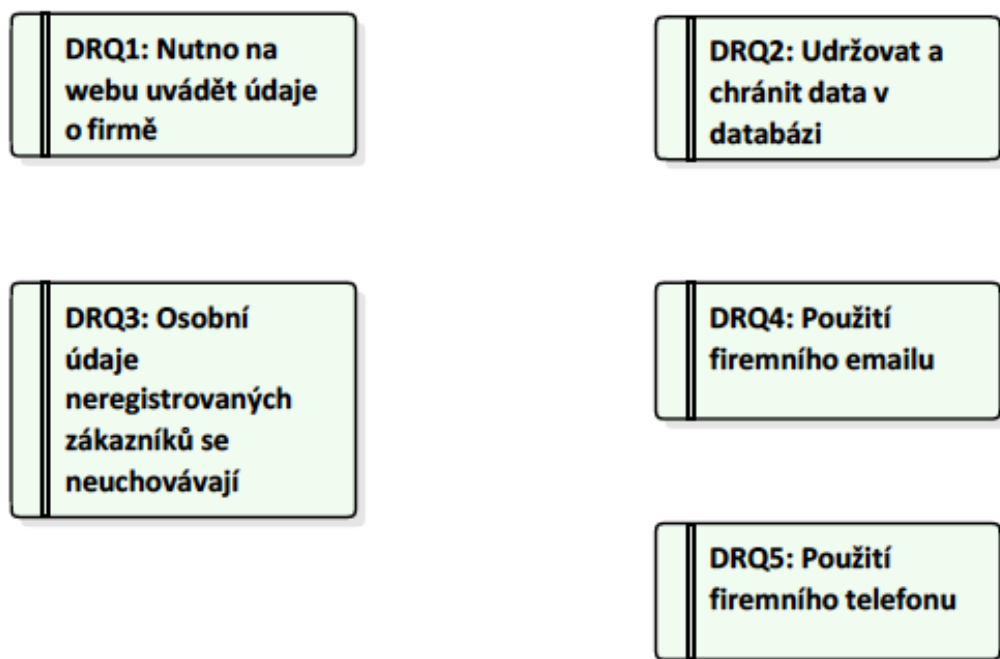 DRQ1: Nutno na
webu uvádět údaje
o firmě
DRQ2: Udržovat a
chránit data v
databázi
DRQ3: Osobní
údaje
neregistrovaných
zákazníků se
neuchovávají
DRQ4: Použití
firemního emailu
DRQ5: Použití
firemního telefonu